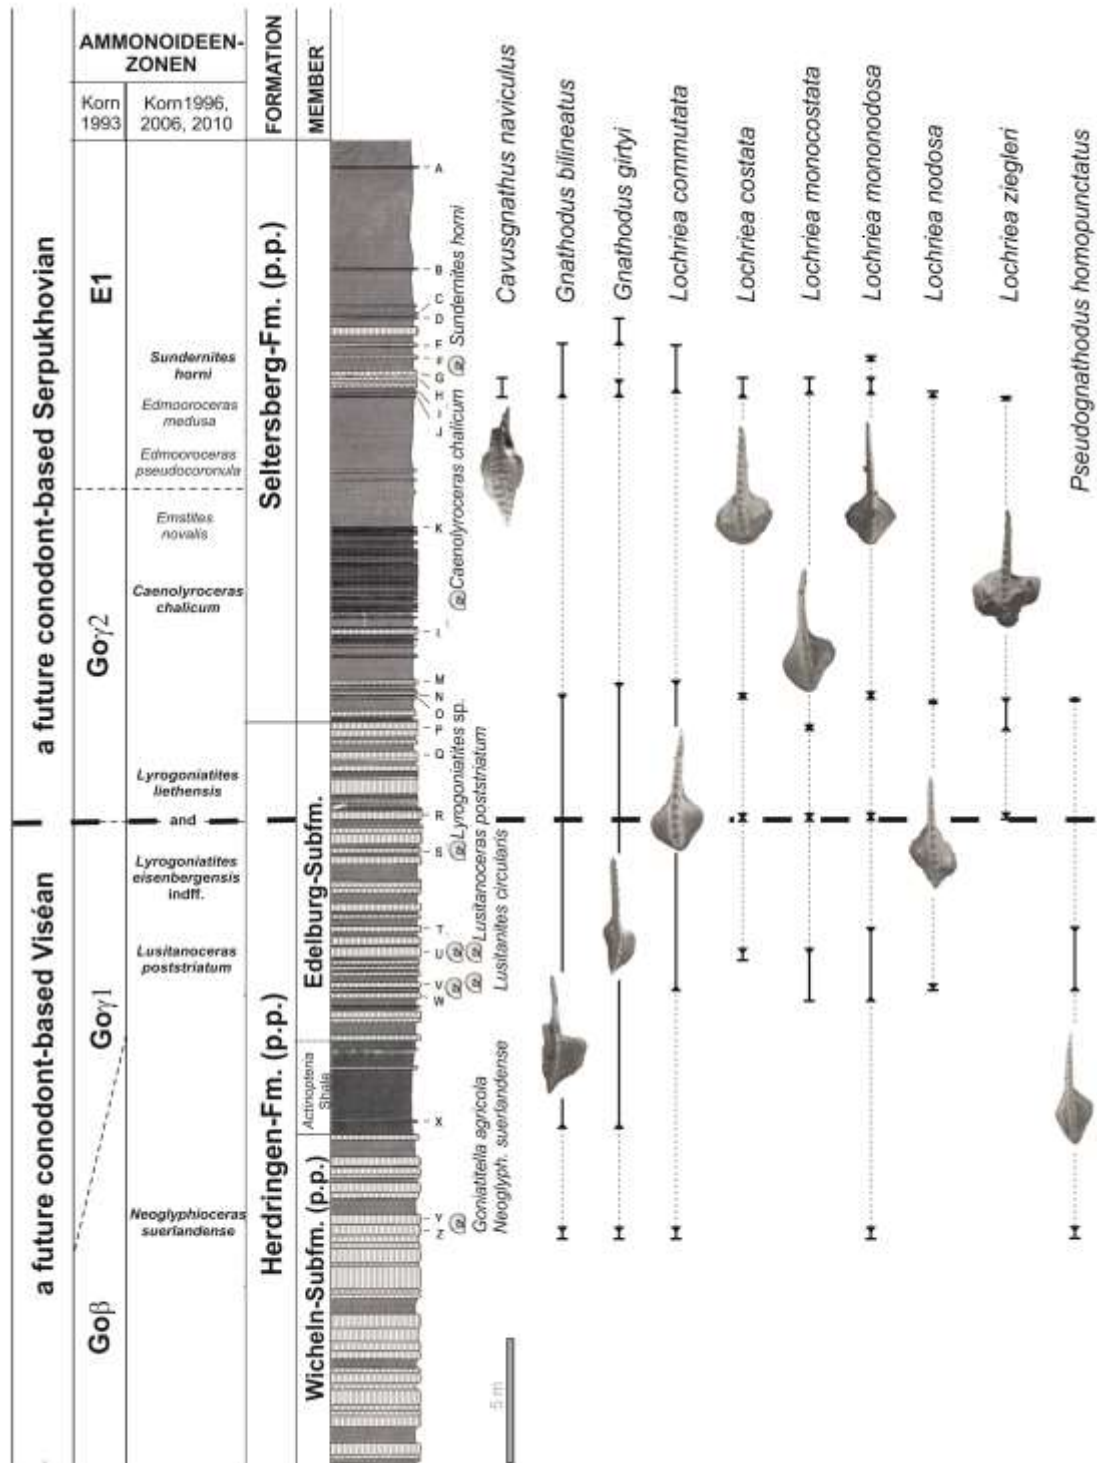 AMMONOIDEEN-
ZONEN
Korn
1993
Korn1996,
2006, 2010
FORMATION
MEMBER
a future conodont-based Serpukhovian
a future conodont-based Viséan
E1
Goγ2
Goγ1
Goβ
Sundernites
horni
Edmooroceras
medusa
Edmooroceras
pseudocoronula
Emstites
novalis
Caenolyroceras
chalicum
Lyrogoniatites
liethensis
and
Lyrogoniatites
eisenbergensis
indff.
Lusitanoceras
poststriatum
Neoglyphioceras
suerlandense
Seltersberg-Fm. (p.p.)
Herdringen-Fm. (p.p.)
Edelburg-Subfm.
Actinopteria
Shale
Wicheln-Subfm. (p.p.)
A
B
C
D
F
G
H
I
J
K
M
N
O
P
Q
R
S
T
U
V
W
X
Y
Z
Sundernites horni
Caenolyroceras chalicum
Lyrogoniatites sp.
Lusitanoceras poststriatum
Lusitanites circularis
Goniatitella agricola
Neoglyph. suerlandense
5 m
Cavusgnathus naviculus
Gnathodus bilineatus
Gnathodus girtyi
Lochriea commutata
Lochriea costata
Lochriea monocostata
Lochriea mononodosa
Lochriea nodosa
Lochriea ziegleri
Pseudognathodus homopunctatus